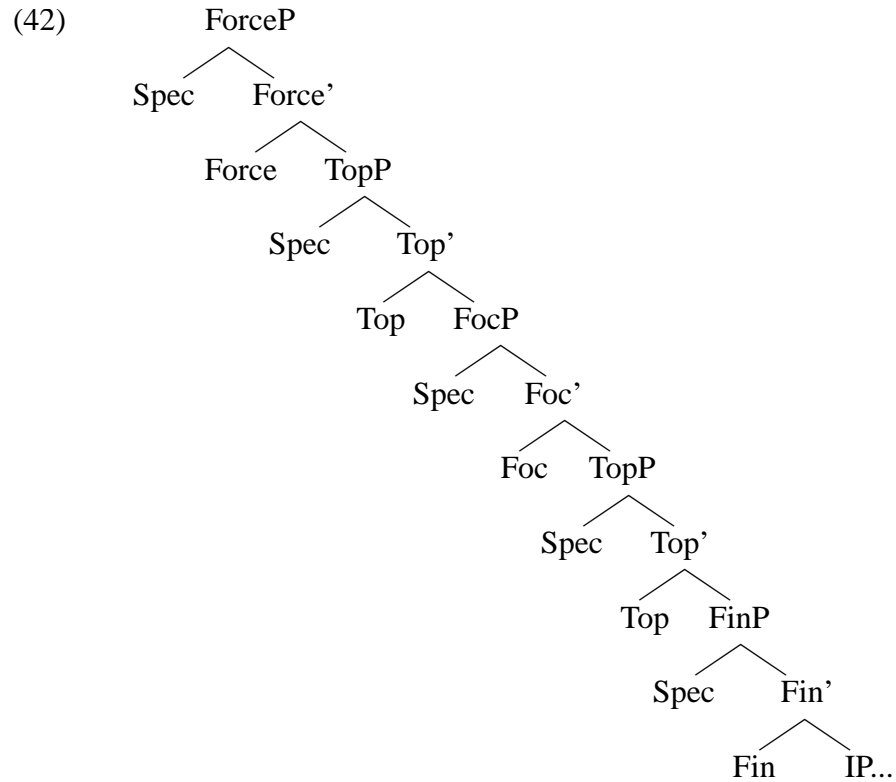 (42) ForceP
Spec Force’
Force TopP
Spec Top’
Top FocP
Spec Foc’
Foc TopP
Spec Top’
Top FinP
Spec Fin’
Fin IP...